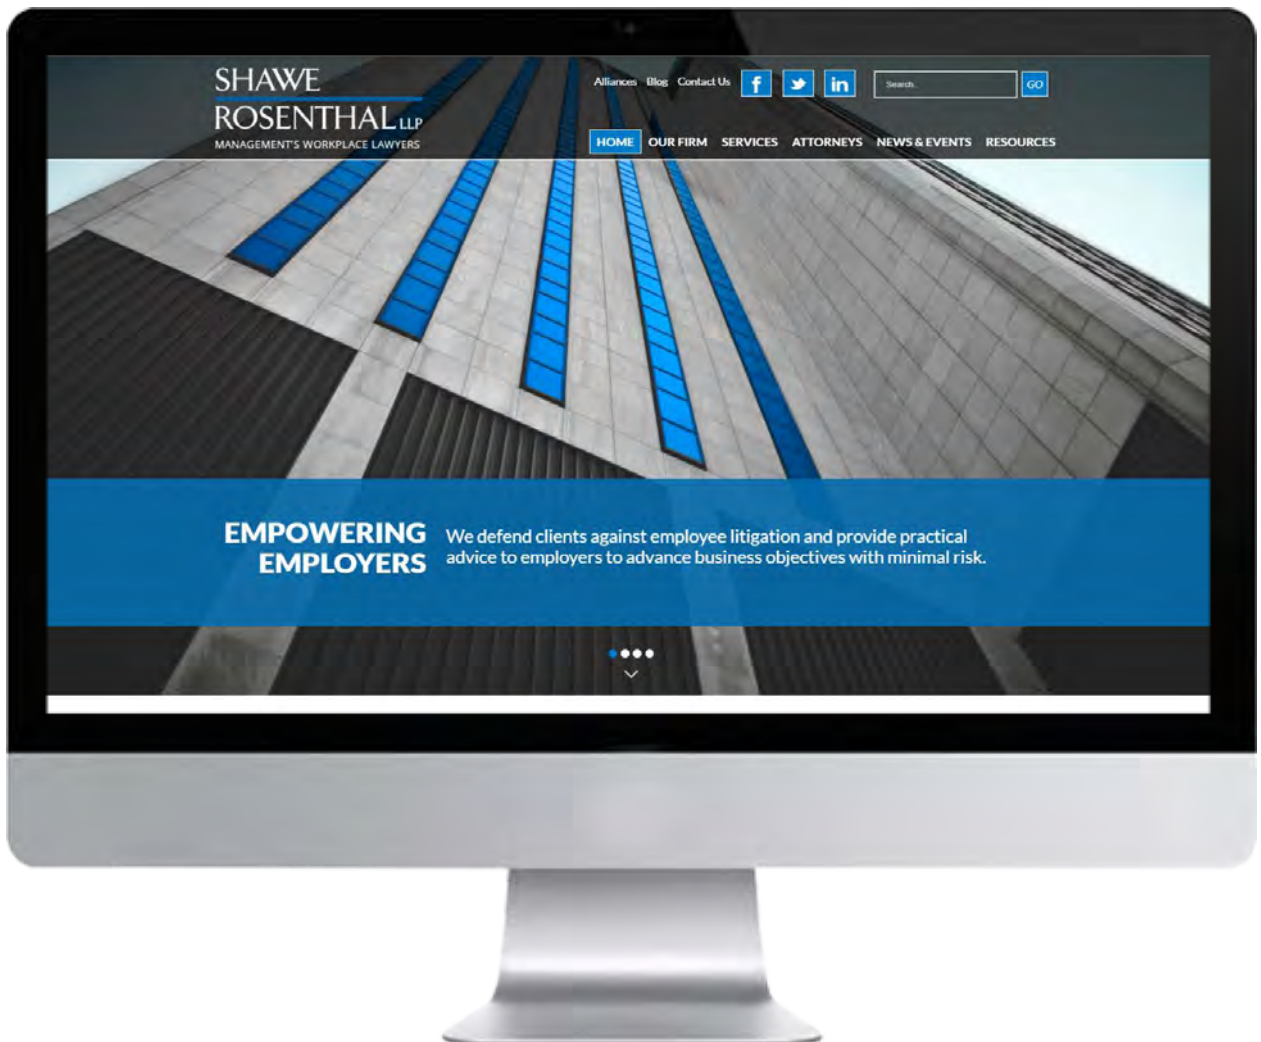 SHAWE
ROSENTHAL LLP
MANAGEMENT'S WORKPLACE LAWYERS
Alliances Blog Contact Us f in Search.. GO
HOME OUR FIRM SERVICES ATTORNEYS NEWS & EVENTS RESOURCES
EMPOWERING
EMPLOYERS
We defend clients against employee litigation and provide practical
advice to employers to advance business objectives with minimal risk.